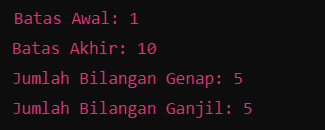 Batas Awal: 1
Batas Akhir: 10
Jumlah Bilangan Genap: 5
Jumlah Bilangan Ganjil: 5